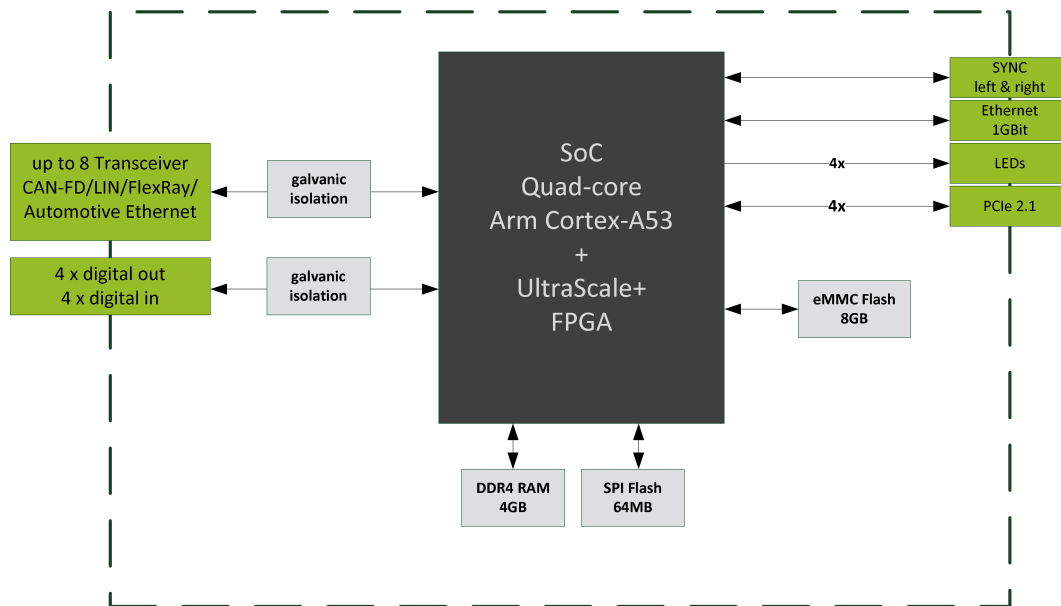 SYNC
left & right
Ethernet
1GBit
LEDs
PCIe 2.1
4x
4x
SoC
Quad-core
Arm Cortex-A53
+
UltraScale+
FPGA
up to 8 Transceiver
CAN-FD/LIN/FlexRay/
Automotive Ethernet
galvanic
isolation
4 x digital out
4 x digital in
galvanic
isolation
eMMC Flash
8GB
DDR4 RAM
4GB
SPI Flash
64MB